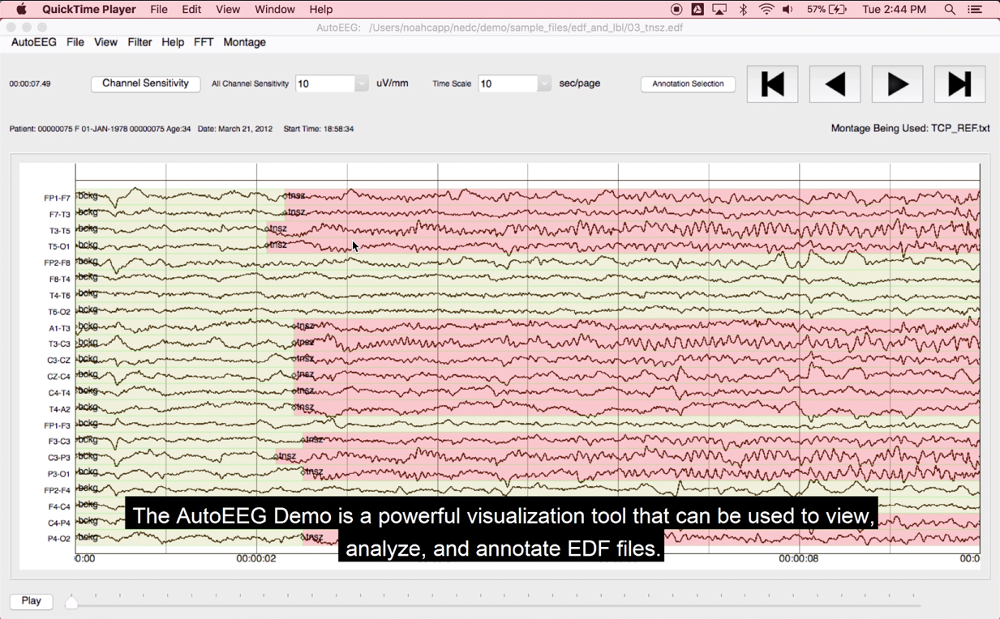 QuickTime Player File Edit View Window Help 57% Tue 2:44 PM
AutoEEG: /Users/noahcapp/nedc/demo/sample_files/edf_and_lbl/03_tnsz.edf
AutoEEG File View Filter Help FFT Montage
00:00:07.49 Channel Sensitivity All Channel Sensitivity 10 uV/mm Time Scale 10 sec/page Annotation Selection
Patient: 00000075 F 01-JAN-1978 00000075 Age:34 Date: March 21, 2012 Start Time: 18:58:34 Montage Being Used: TCP_REF.txt
FP1-F7 bckg tnsz
F7-T3 bckg tnsz
T3-T5 bckg tnsz
T5-O1 bckg tnsz
FP2-F8 bckg
F8-T4 bckg
T4-T6 bckg
T6-O2 bckg
A1-T3 bckg tnsz
T3-C3 bckg tnsz
C3-CZ bckg tnsz
CZ-C4 bckg tnsz
C4-T4 bckg tnsz
T4-A2 bckg tnsz
FP1-F3 bckg
F3-C3 bckg tnsz
C3-P3 bckg tnsz
P3-O1 bckg tnsz
FP2-F4 bckg
F4-C4 bckg
C4-P4 bckg
P4-O2 bckg tnsz
The AutoEEG Demo is a powerful visualization tool that can be used to view,
analyze, and annotate EDF files.
0:00 00:00:02 00:00:08 00:0
Play